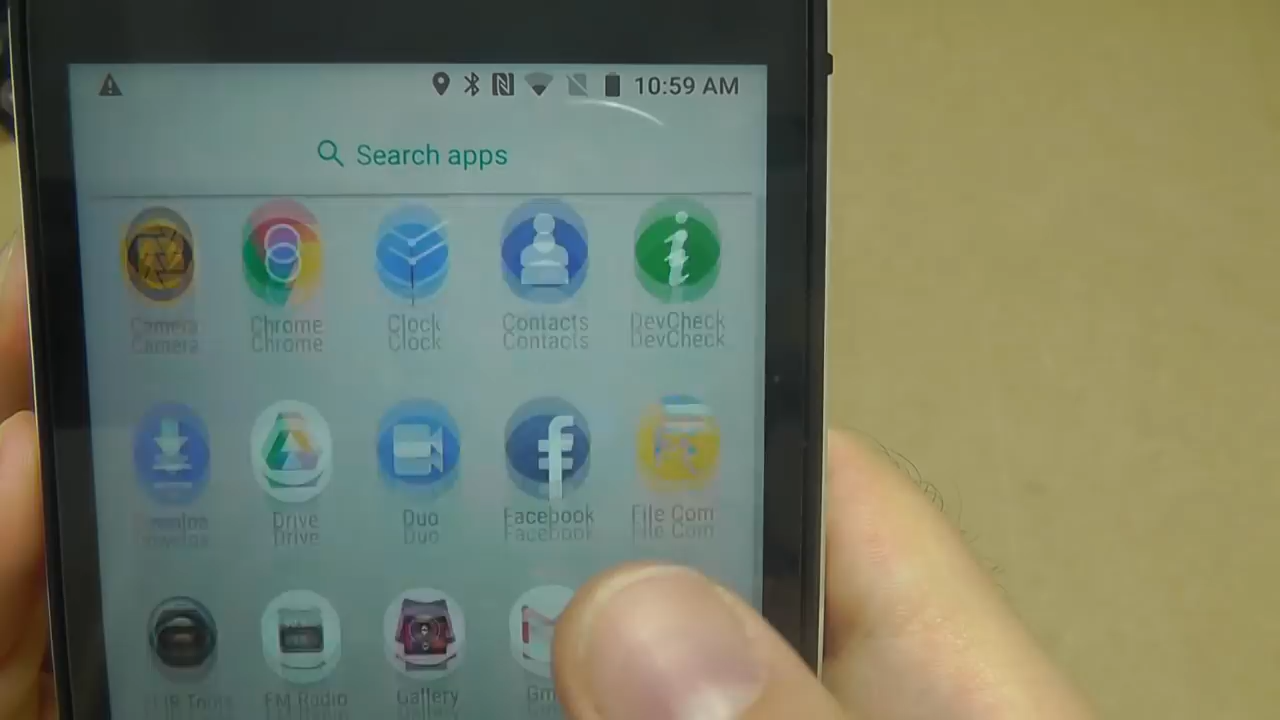 10:59 AM
Search apps
Camera Chrome Clock Contacts DevCheck
Drive Duo Facebook File Com
FM Radio Gallery